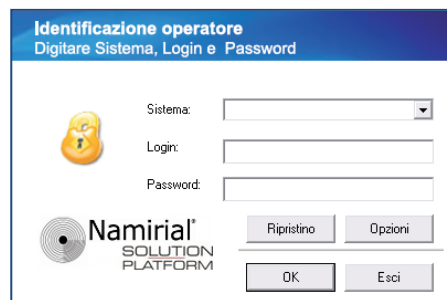 Identificazione operatore
Digitare Sistema, Login e Password
Sistema:
Login:
Password:
Namirial®
SOLUTION
PLATFORM
Ripristino
Opzioni
OK
Esci